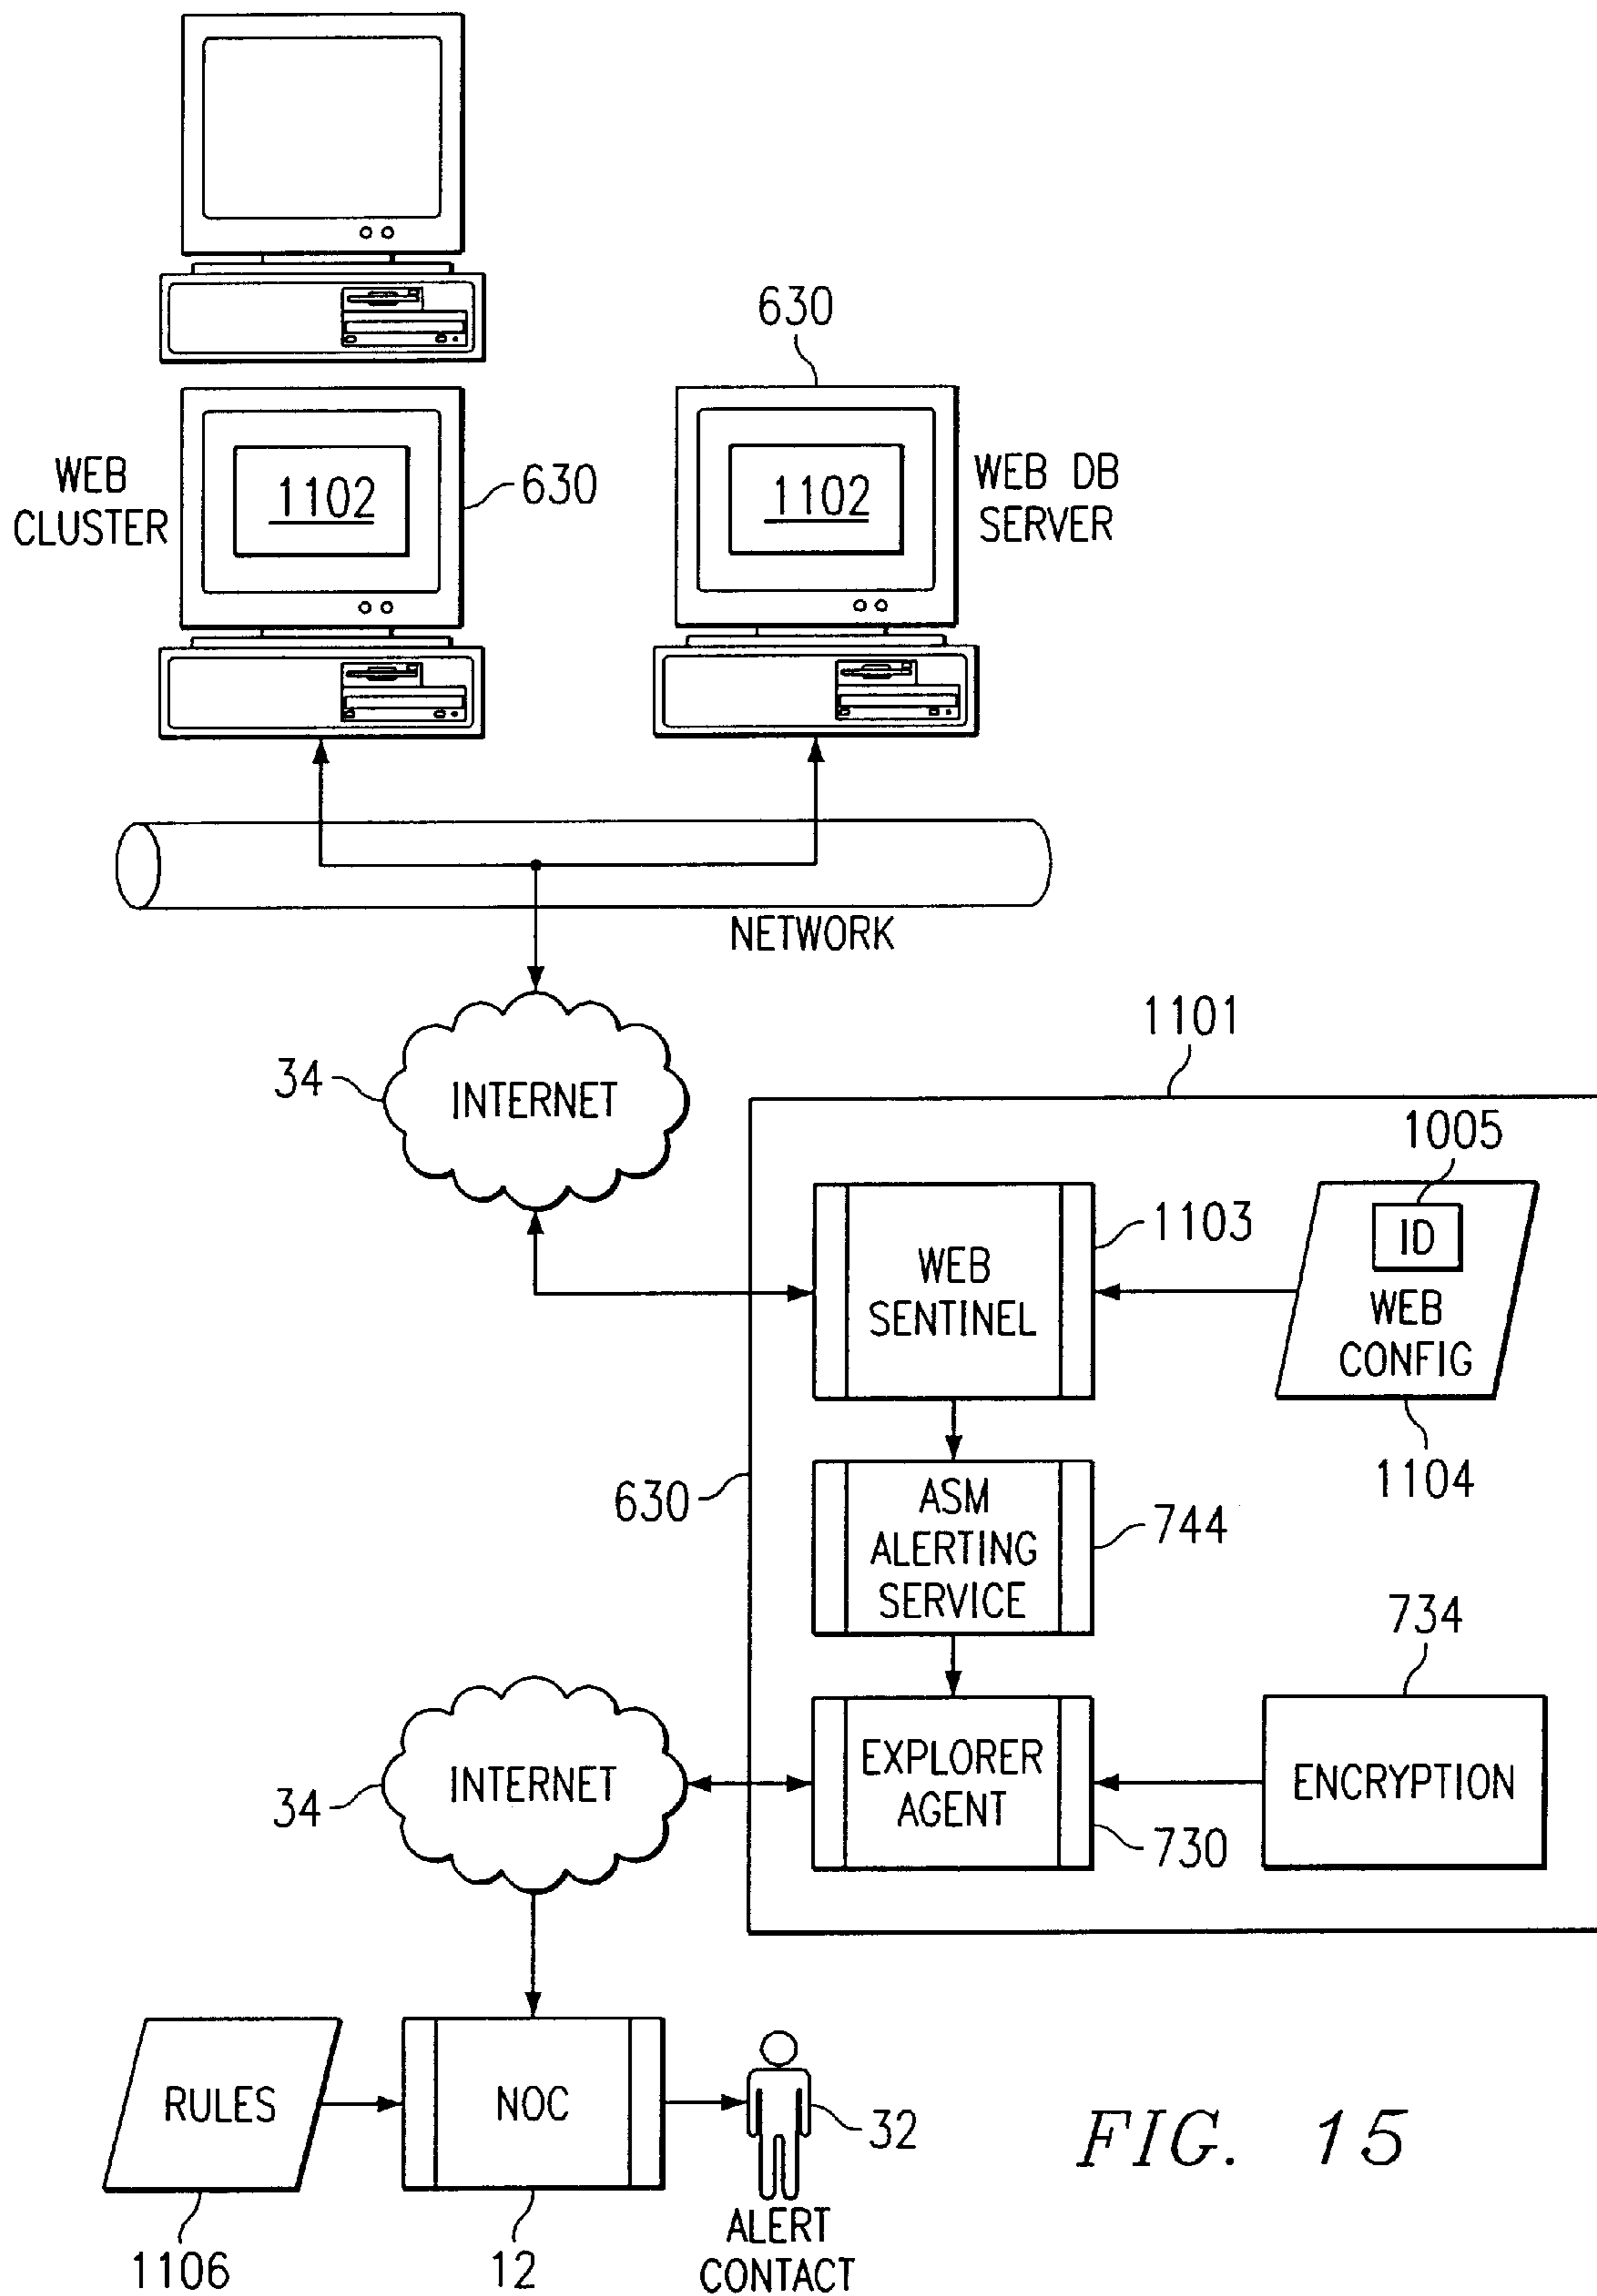 630
WEB
CLUSTER
1102
630
1102
WEB DB
SERVER
NETWORK
1101
34
INTERNET
1005
ID
WEB
CONFIG
1103
WEB
SENTINEL
1104
630
ASM
ALERTING
SERVICE
744
734
34
INTERNET
EXPLORER
AGENT
730
ENCRYPTION
RULES
NOC
32
1106
12
ALERT
CONTACT
FIG. 15